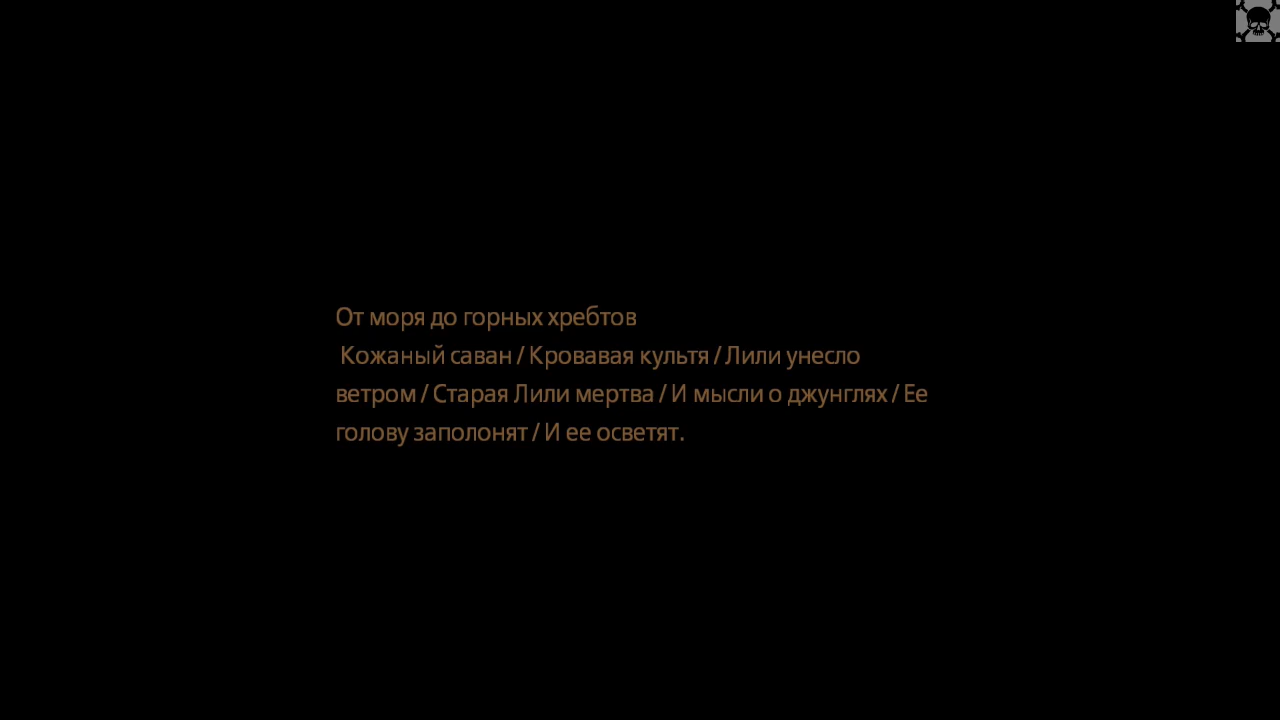 От моря до горных хребтов
Кожаный саван / Кровавая культя / Лили унесло
ветром / Старая Лили мертва / И мысли о джунглях / Ее
голову заполонят / И ее осветят.